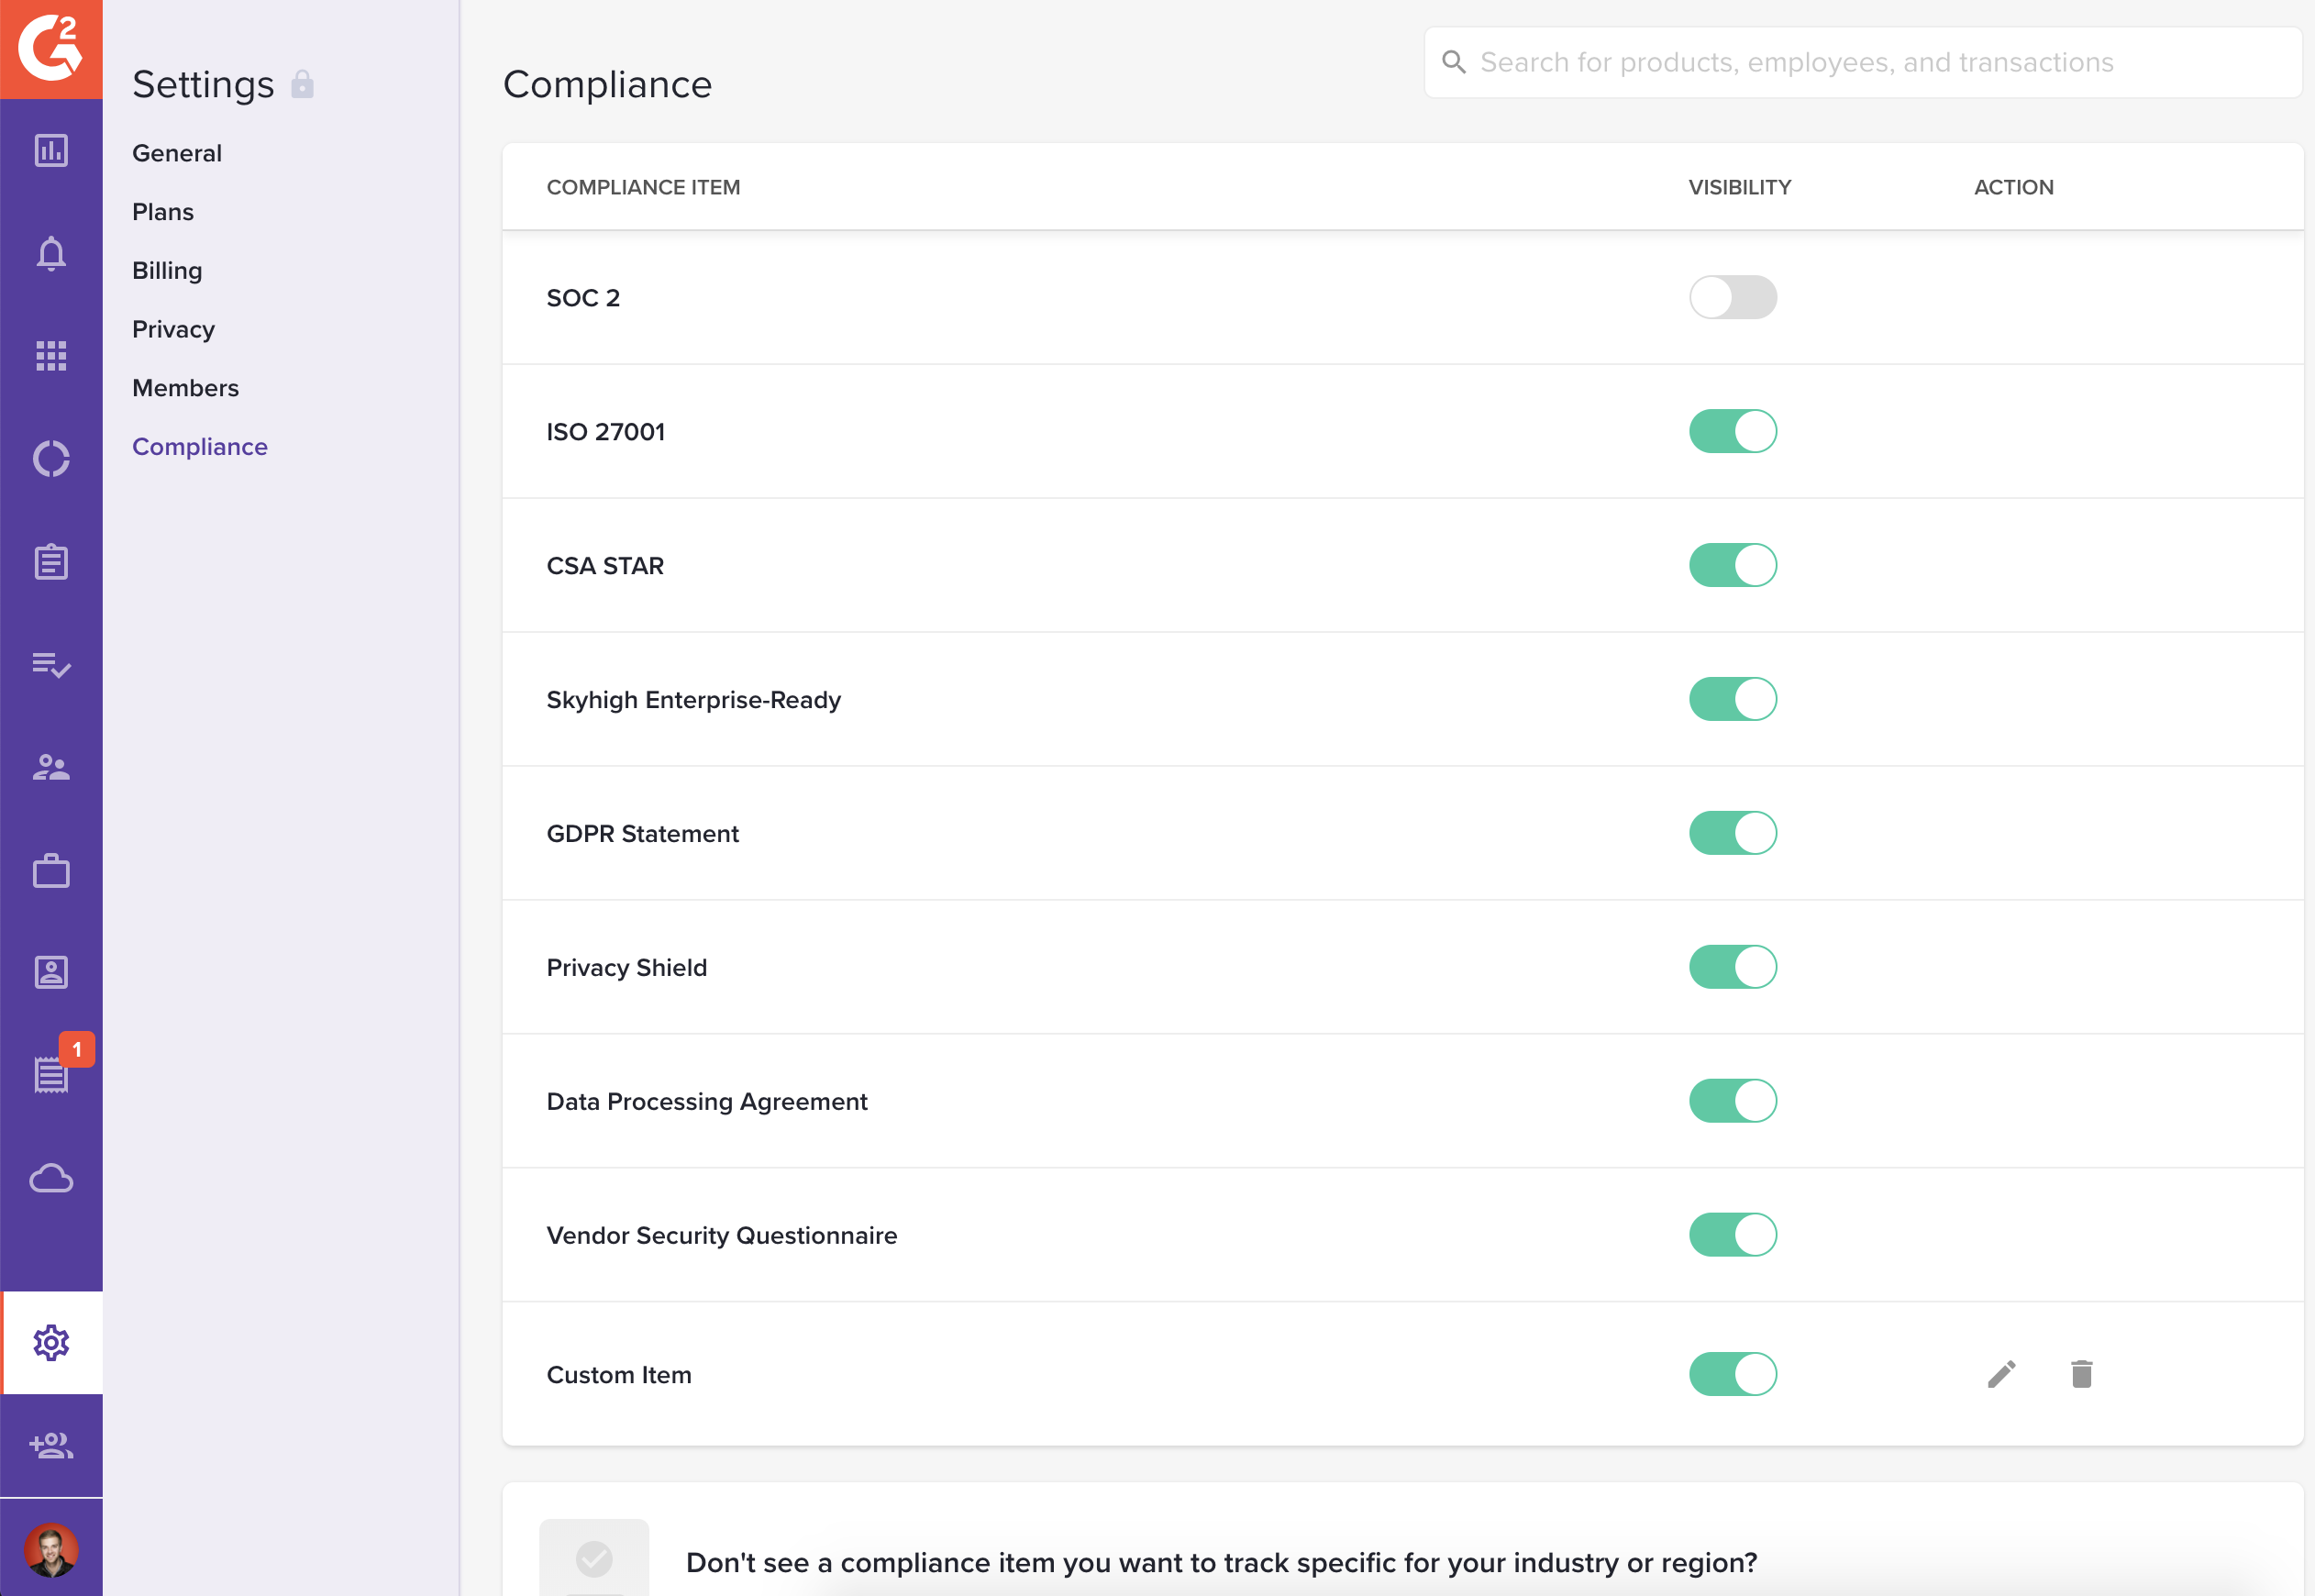 G2
Settings
General
Plans
Billing
Privacy
Members
Compliance
1
Compliance
Search for products, employees, and transactions
COMPLIANCE ITEM VISIBILITY ACTION
SOC 2
ISO 27001
CSA STAR
Skyhigh Enterprise-Ready
GDPR Statement
Privacy Shield
Data Processing Agreement
Vendor Security Questionnaire
Custom Item
Don't see a compliance item you want to track specific for your industry or region?